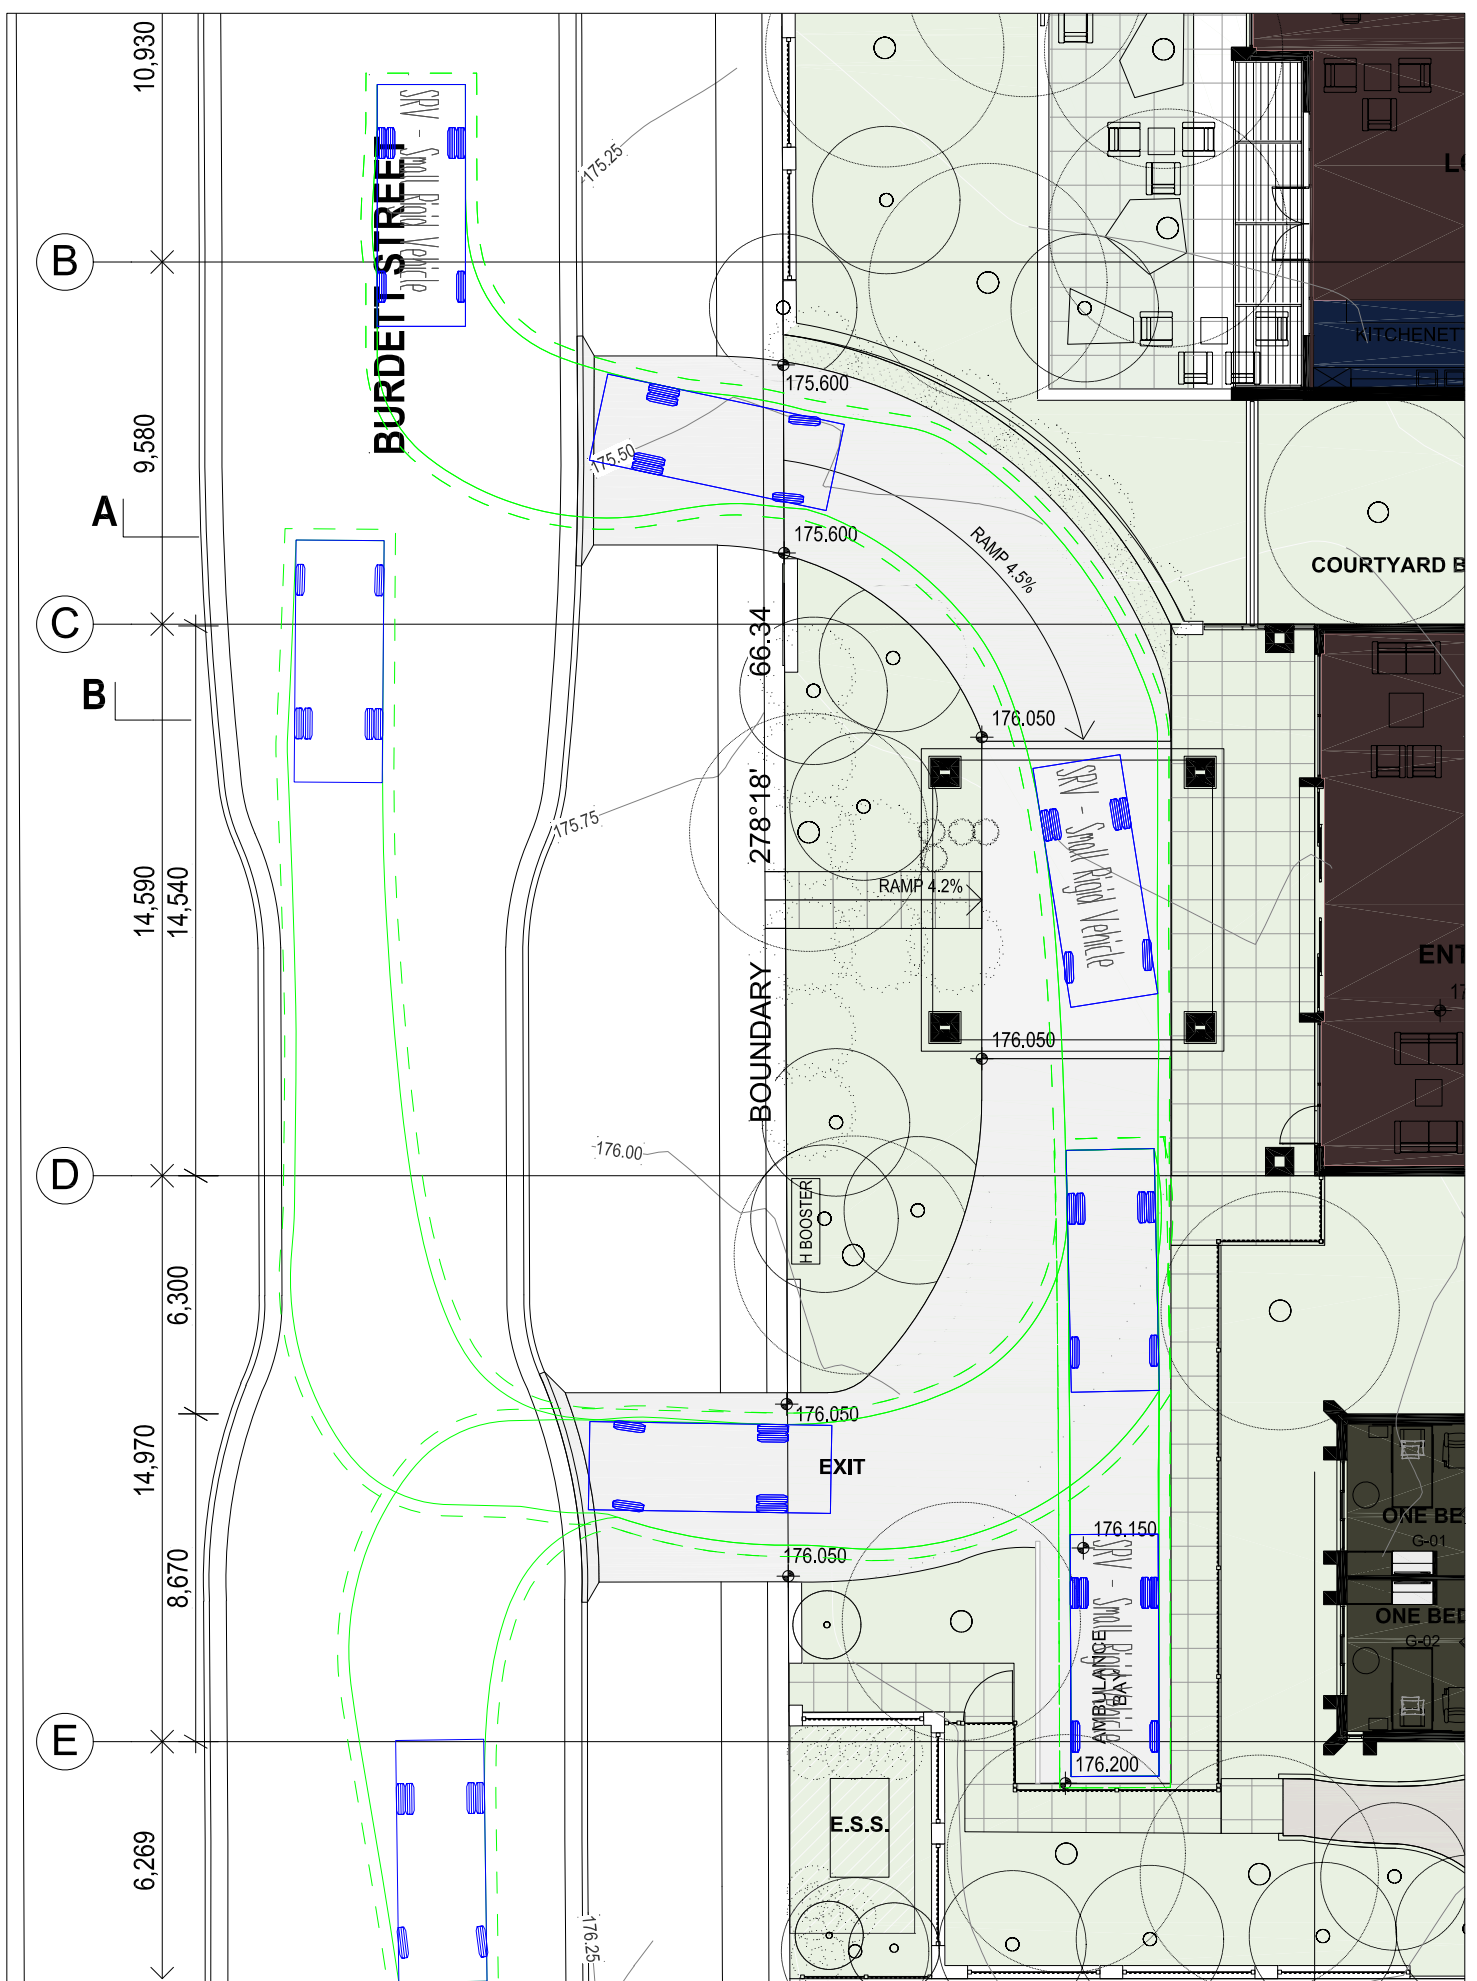 10,930
SRV - Small Rigid Vehicle
BURDETT STREET
175.25
B
KITCHENET
175.600
9,580
175.50
A
175.600
RAMP 4.5%
COURTYARD B
C
66.34
B
176.050
SRV - Small Rigid Vehicle
175.75
278°18'
RAMP 4.2%
14,590
14,540
ENT
BOUNDARY
176.050
176.00
D
H BOOSTER
6,300
176.050
14,970
EXIT
ONE BE
G-01
176.150
176.050
SRV - Small Rigid Vehicle
8,670
ONE BED
G-02
AMBULANCE
BAY
E
176.200
E.S.S.
6,269
176.25